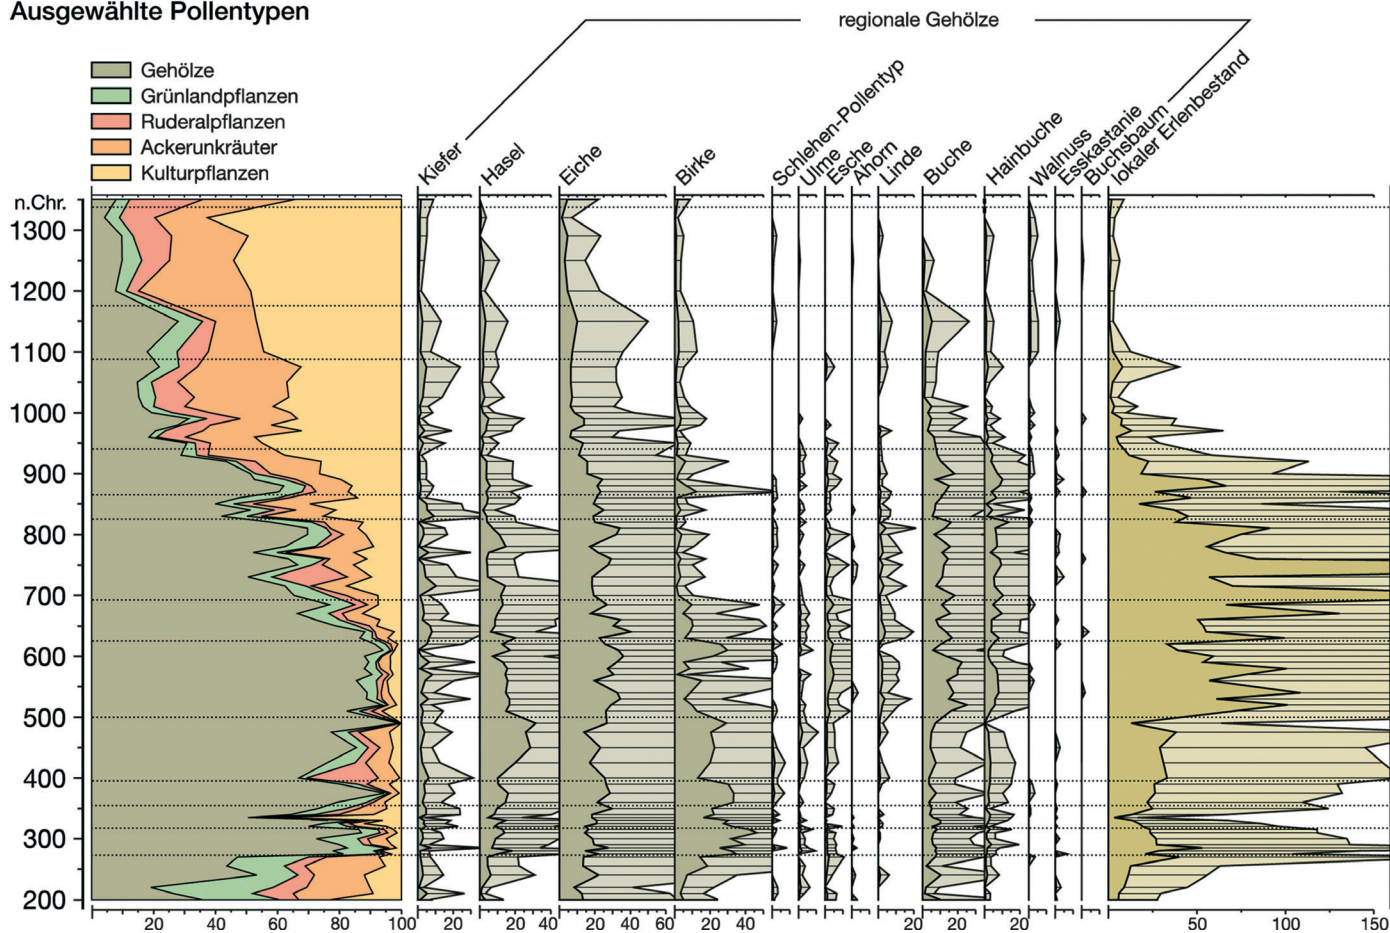 Ausgewählte Pollentypen
regionale Gehölze
Gehölze
Grünlandpflanzen
Ruderalpflanzen
Ackerunkräuter
Kulturpflanzen
Kiefer
Hasel
Eiche
Birke
Schlehen-Pollentyp
Ulme
Esche
Ahorn
Linde
Buche
Hainbuche
Walnuss
Esskastanie
Buchsbaum
lokaler Erlenbestand
n.Chr.
1300
1200
1100
1000
900
800
700
600
500
400
300
200
20 40 60 80 100 20 20 40 20 40 60 20 40 20 20 20 50 100 150